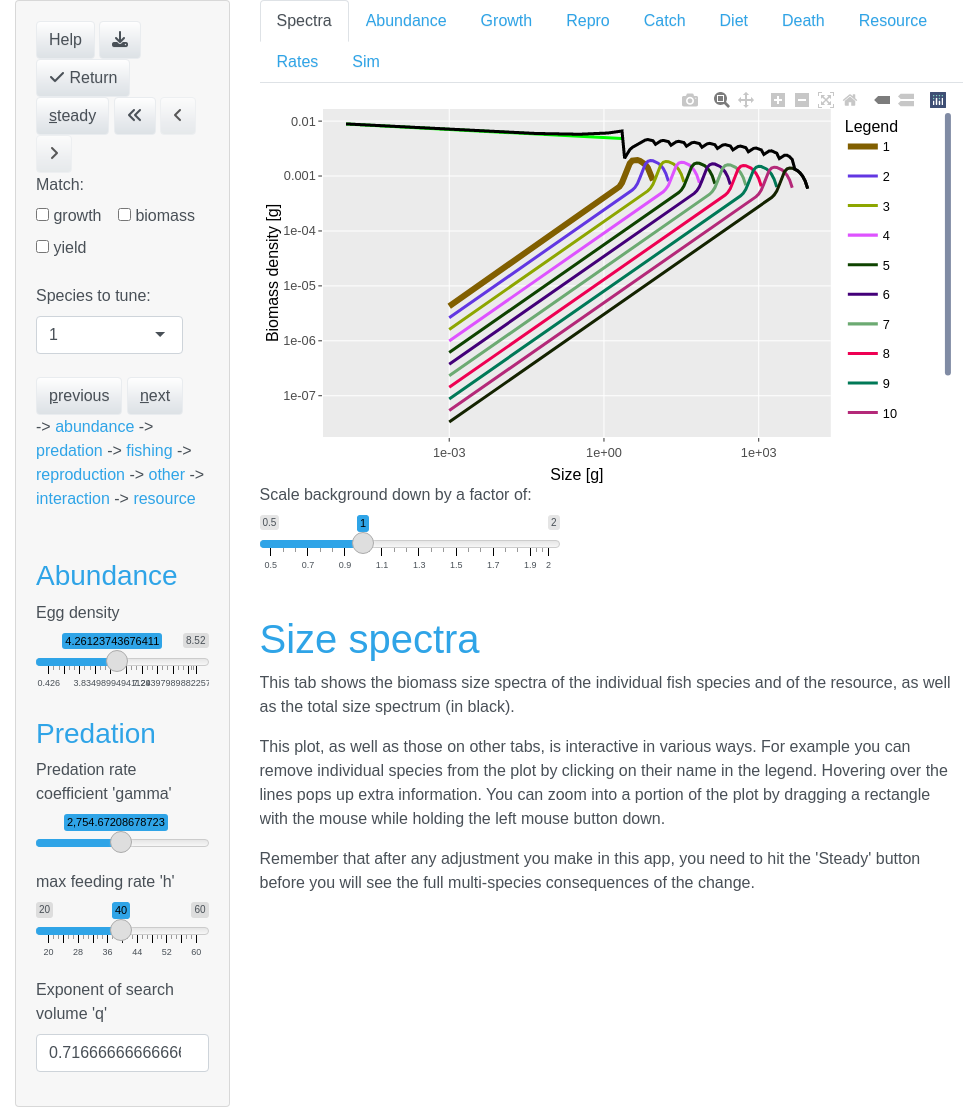 Help
Return
steady
Match:
growth biomass
yield
Species to tune:
1
previous next
-> abundance ->
predation -> fishing ->
reproduction -> other ->
interaction -> resource
Abundance
Egg density
4.26123743676411 8.52
0.426
Predation
Predation rate
coefficient 'gamma'
2,754.67208678723
max feeding rate 'h'
20 40 60
20 28 36 44 52 60
Exponent of search
volume 'q'
0.7166666666666
Spectra Abundance Growth Repro Catch Diet Death Resource
Rates Sim
Legend
1
2
3
4
5
6
7
8
9
10
Biomass density [g]
0.01
0.001
1e-04
1e-05
1e-06
1e-07
1e-03 1e+00 1e+03
Size [g]
Scale background down by a factor of:
0.5 1 2
0.5 0.7 0.9 1.1 1.3 1.5 1.7 1.9 2
Size spectra
This tab shows the biomass size spectra of the individual fish species and of the resource, as well
as the total size spectrum (in black).
This plot, as well as those on other tabs, is interactive in various ways. For example you can
remove individual species from the plot by clicking on their name in the legend. Hovering over the
lines pops up extra information. You can zoom into a portion of the plot by dragging a rectangle
with the mouse while holding the left mouse button down.
Remember that after any adjustment you make in this app, you need to hit the 'Steady' button
before you will see the full multi-species consequences of the change.